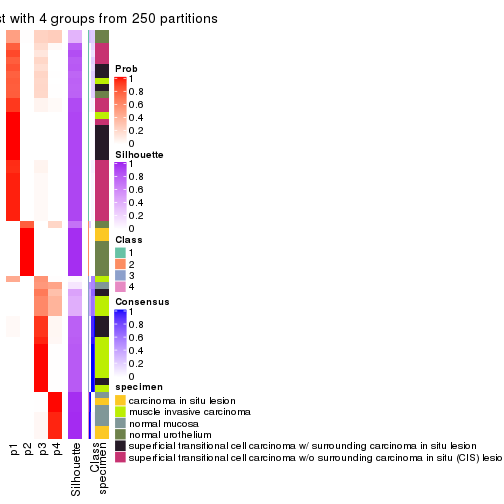 st with 4 groups from 250 partitions
Prob
1
0.8
0.6
0.4
0.2
0
Silhouette
1
0.8
0.6
0.4
0.2
0
Class
1
2
3
4
Consensus
1
0.8
0.6
0.4
0.2
0
specimen
carcinoma in situ lesion
muscle invasive carcinoma
normal mucosa
normal urothelium
superficial transitional cell carcinoma w/ surrounding carcinoma in situ lesion
superficial transitional cell carcinoma w/o surrounding carcinoma in situ (CIS) lesio
p1
p2
p3
p4
Silhouette
Class
specimen